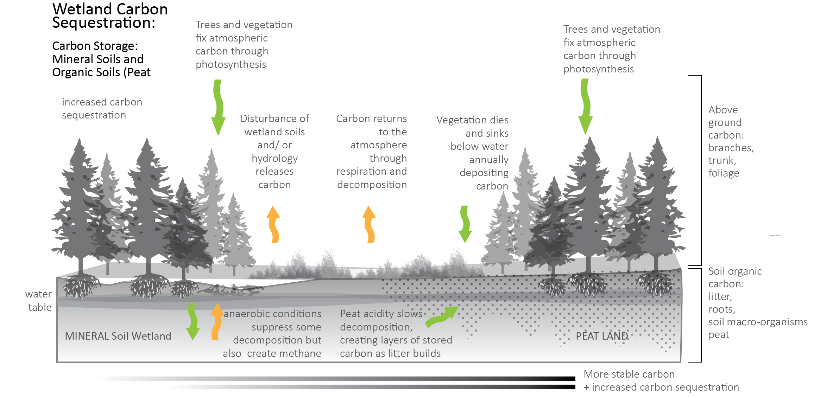 Wetland Carbon
Sequestration:
Carbon Storage:
Mineral Soils and
Organic Soils (Peat
increased carbon
sequestration
Trees and vegetation
fix atmospheric
carbon through
photosynthesis
Disturbance of
wetland soils
and/ or
hydrology
releases
carbon
Carbon returns
to the
atmosphere
through
respiration and
decomposition
Vegetation dies
and sinks
below water
annually
depositing
carbon
Trees and vegetation
fix atmospheric
carbon through
photosynthesis
Above
ground
carbon:
branches,
trunk,
foliage
water
table
MINERAL Soil Wetland
anaerobic conditions
suppress some
decomposition but
also create methane
Peat acidity slows
decomposition,
creating layers of stored
carbon as litter builds
PEAT LAND
Soil organic
carbon:
litter,
roots,
soil macro-organisms
peat
More stable carbon
+ increased carbon sequestration